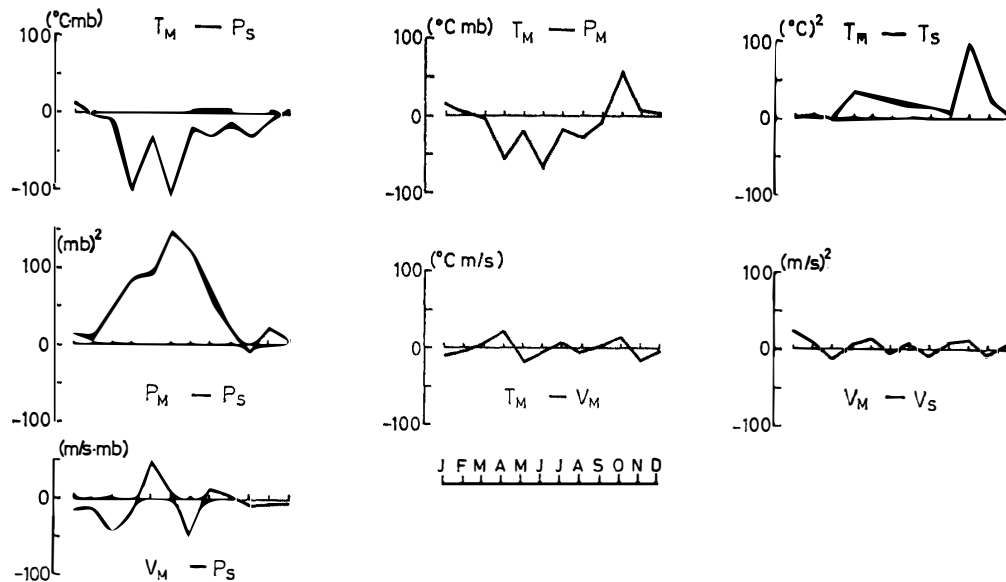 (°C·mb) T_M — P_S
100
0
-100
(°C mb) T_M — P_M
100
0
-100
(°C)² T_M — T_S
100
0
-100
(mb)²
100
0
-100
P_M — P_S
(°C m/s)
100
0
-100
T_M — V_M
(m/s)²
100
0
-100
V_M — V_S
(m/s·mb)
0
-100
V_M — P_S
J F M A M J J A S O N D